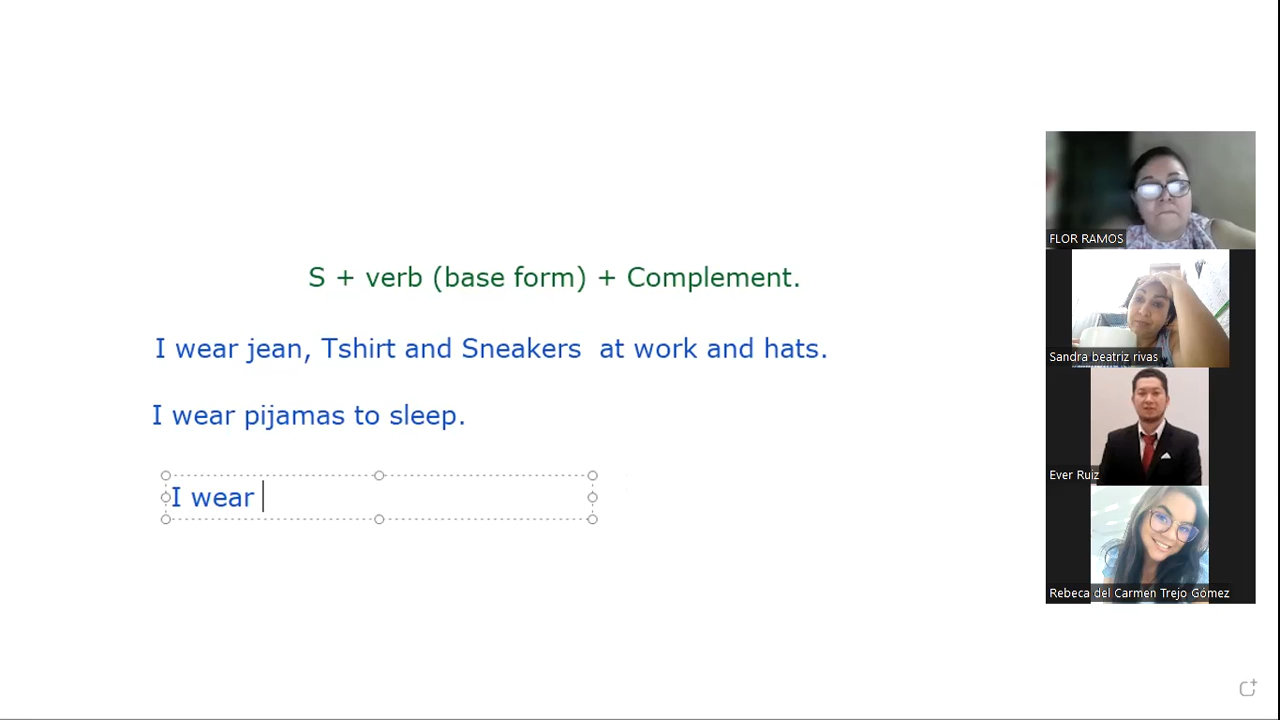 S + verb (base form) + Complement.
I wear jean, Tshirt and Sneakers at work and hats.
I wear pijamas to sleep.
I wear
FLOR RAMOS
Sandra beatriz rivas
Ever Ruiz
Rebeca del Carmen Trejo Gómez